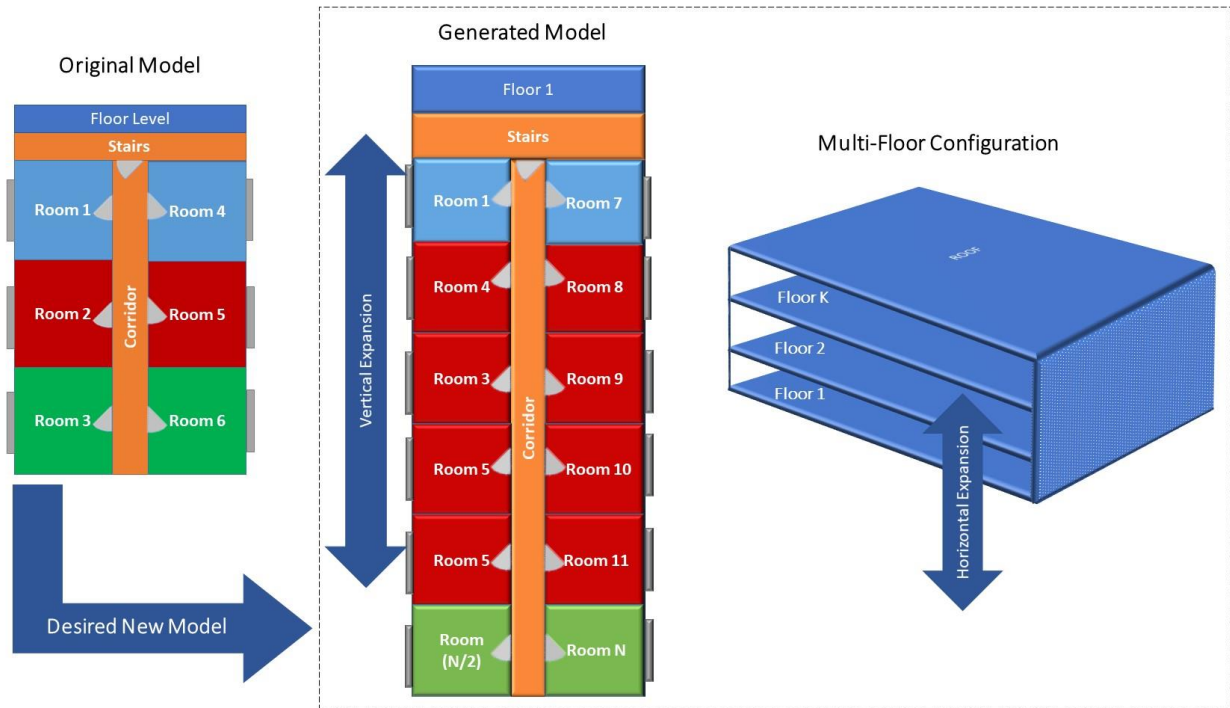 Original Model
Floor Level
Stairs
Room 1
Room 4
Room 2
Room 5
Room 3
Room 6
Corridor
Desired New Model
Generated Model
Floor 1
Stairs
Vertical Expansion
Room 1
Room 7
Room 4
Room 8
Room 3
Room 9
Room 5
Room 10
Room 5
Room 11
Room
(N/2)
Room N
Corridor
Multi-Floor Configuration
ROOF
Floor K
Floor 2
Floor 1
Horizontal Expansion